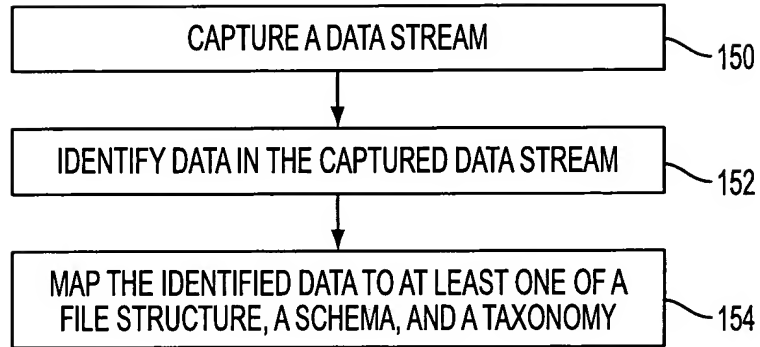 CAPTURE A DATA STREAM
150
IDENTIFY DATA IN THE CAPTURED DATA STREAM
152
MAP THE IDENTIFIED DATA TO AT LEAST ONE OF A
FILE STRUCTURE, A SCHEMA, AND A TAXONOMY
154